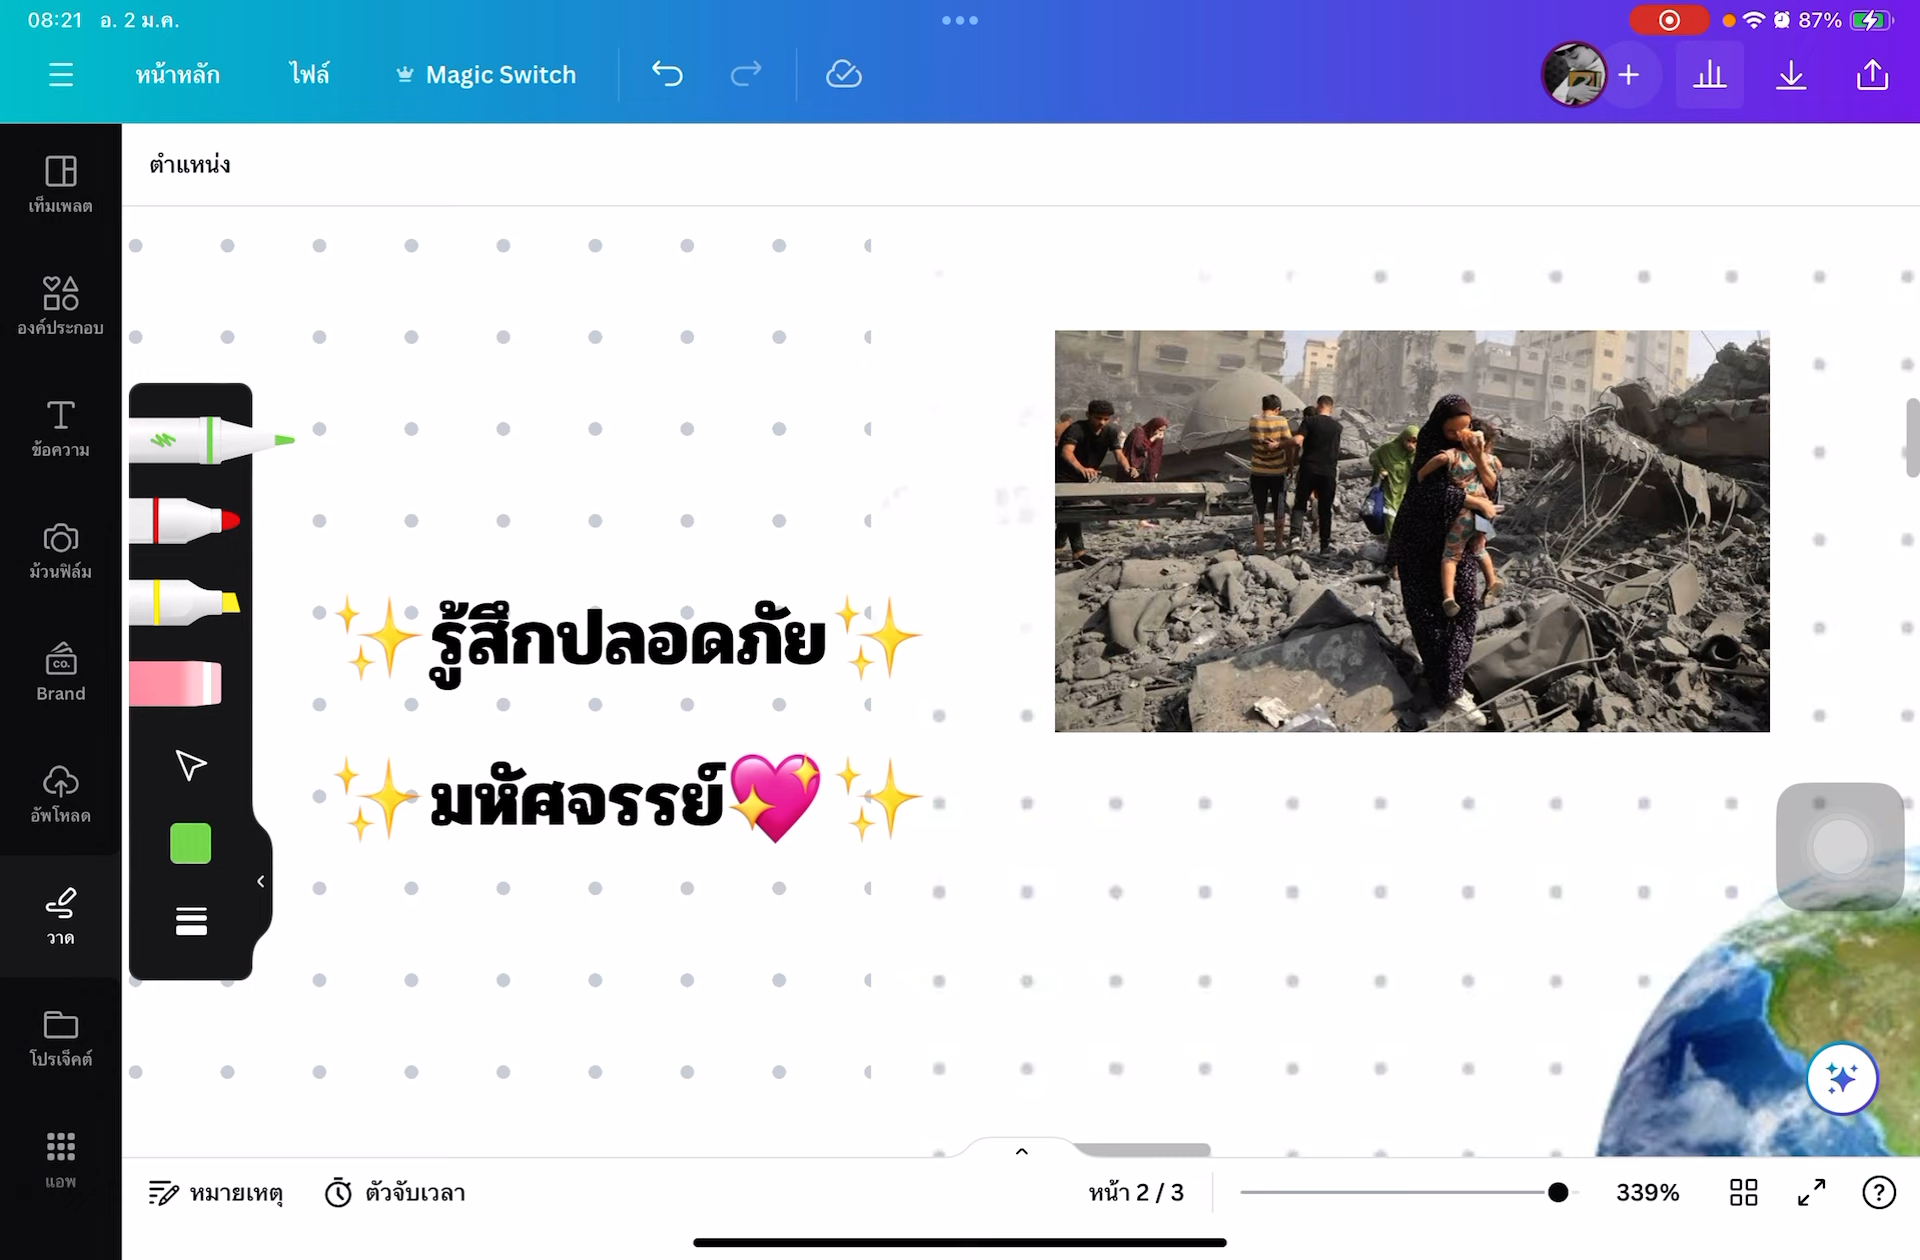 08:21 อ. 2 ม.ค.
87%
หน้าหลัก ไฟล์ Magic Switch
ตำแหน่ง
เท็มเพลต
องค์ประกอบ
ข้อความ
ม้วนฟิล์ม
CO.
Brand
อัพโหลด
วาด
โปรเจ็คต์
แอพ
✨รู้สึกปลอดภัย✨
✨มหัศจรรย์💖✨
หมายเหตุ ตัวจับเวลา หน้า 2 / 3 339% ?